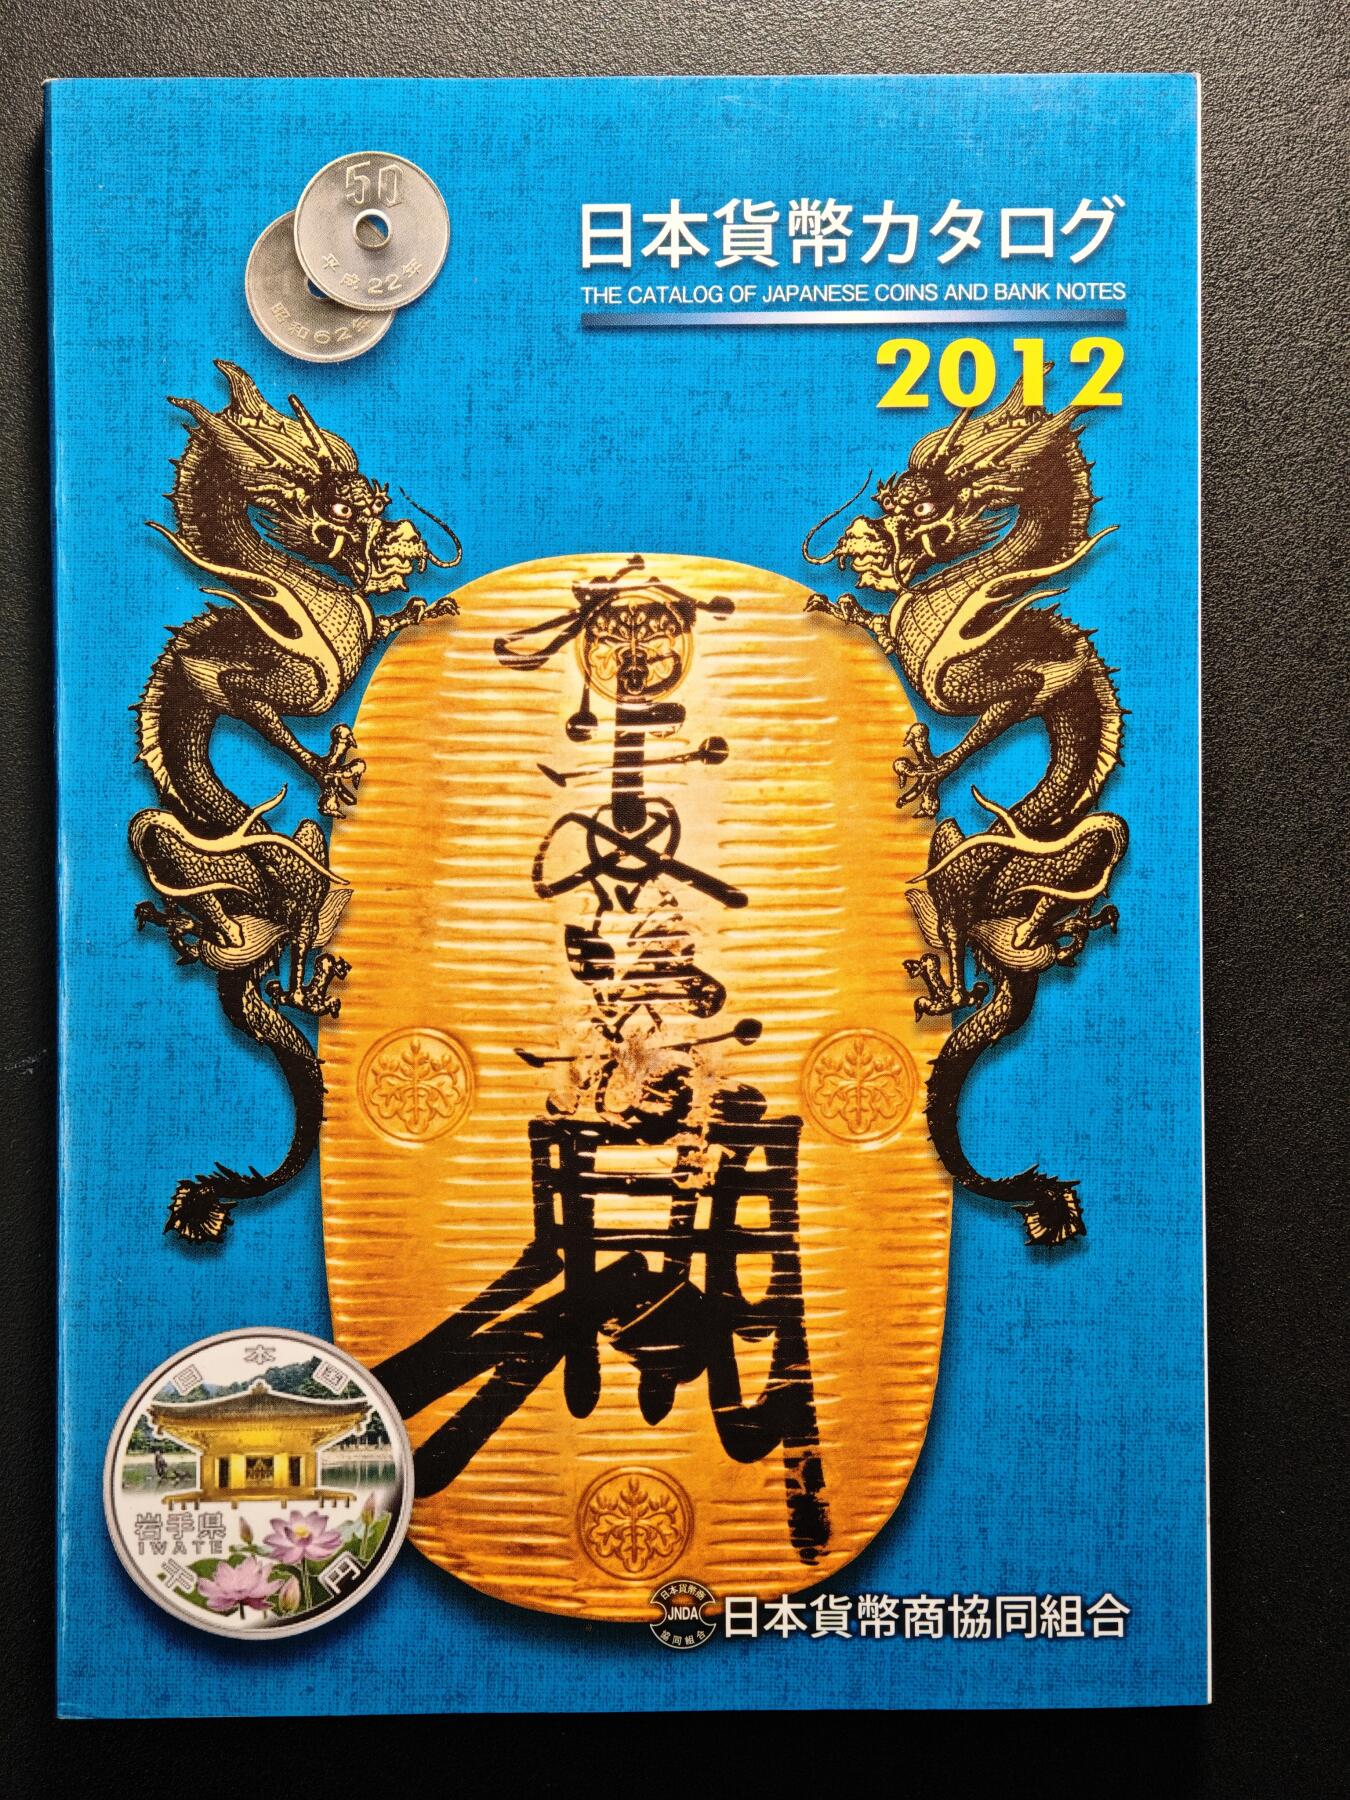 50
平成22年
昭和62年
日本貨幣カタログ
THE CATALOG OF JAPANESE COINS AND BANK NOTES
2012
日本国
岩手県
IWATE
千円
日本貨幣商
JNDA
協同組合
日本貨幣商協同組合